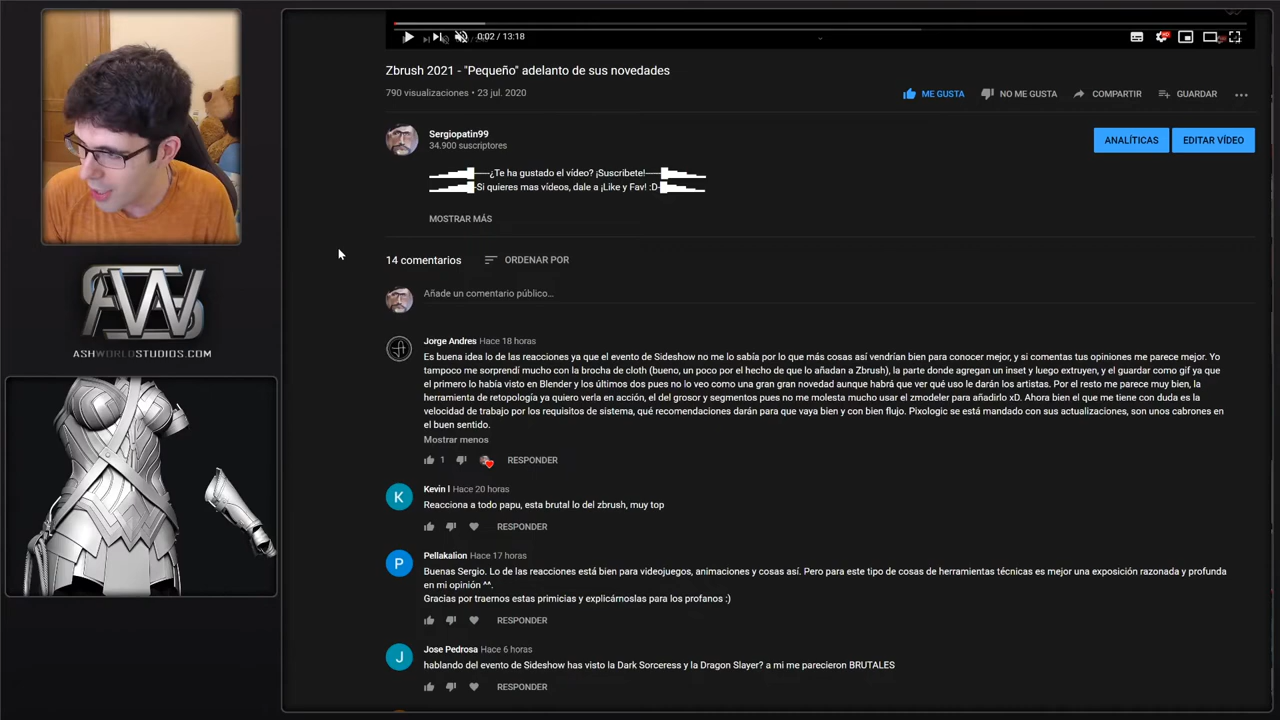 0:02 / 13:18
Zbrush 2021 - "Pequeño" adelanto de sus novedades
790 visualizaciones • 23 jul. 2020
ME GUSTA
NO ME GUSTA
COMPARTIR
GUARDAR
Sergiopatin99
34.900 suscriptores
ANALÍTICAS
EDITAR VÍDEO
¿Te ha gustado el vídeo? ¡Suscribete!
Si quieres mas vídeos, dale a ¡Like y Fav! :D
MOSTRAR MÁS
14 comentarios
ORDENAR POR
Añade un comentario público...
Jorge Andres Hace 18 horas
Es buena idea lo de las reacciones ya que el evento de Sideshow no me lo sabía por lo que más cosas así vendrían bien para conocer mejor, y si comentas tus opiniones me parece mejor. Yo
tampoco me sorprendí mucho con la brocha de cloth (bueno, un poco por el hecho de que lo añadan a Zbrush), la parte donde agregan un inset y luego extruyen, y el guardar como gif ya que
el primero lo había visto en Blender y los últimos dos pues no lo veo como una gran gran novedad aunque habrá que ver qué uso le darán los artistas. Por el resto me parece muy bien, la
herramienta de retopología ya quiero verla en acción, el del grosor y segmentos pues no me molesta mucho usar el zmodeler para añadirlo xD. Ahora bien el que me tiene con duda es la
velocidad de trabajo por los requisitos de sistema, qué recomendaciones darán para que vaya bien y con bien flujo. Pixologic se está mandado con sus actualizaciones, son unos cabrones en
el buen sentido.
Mostrar menos
1
RESPONDER
Kevin l Hace 20 horas
Reacciona a todo papu, esta brutal lo del zbrush, muy top
RESPONDER
Pellakalion Hace 17 horas
Buenas Sergio. Lo de las reacciones está bien para videojuegos, animaciones y cosas así. Pero para este tipo de cosas de herramientas técnicas es mejor una exposición razonada y profunda
en mi opinión ^^.
Gracias por traernos estas primicias y explicárnoslas para los profanos :)
RESPONDER
Jose Pedrosa Hace 6 horas
hablando del evento de Sideshow has visto la Dark Sorceress y la Dragon Slayer? a mi me parecieron BRUTALES
RESPONDER
ASHWORLDSTUDIOS.COM
K
P
J